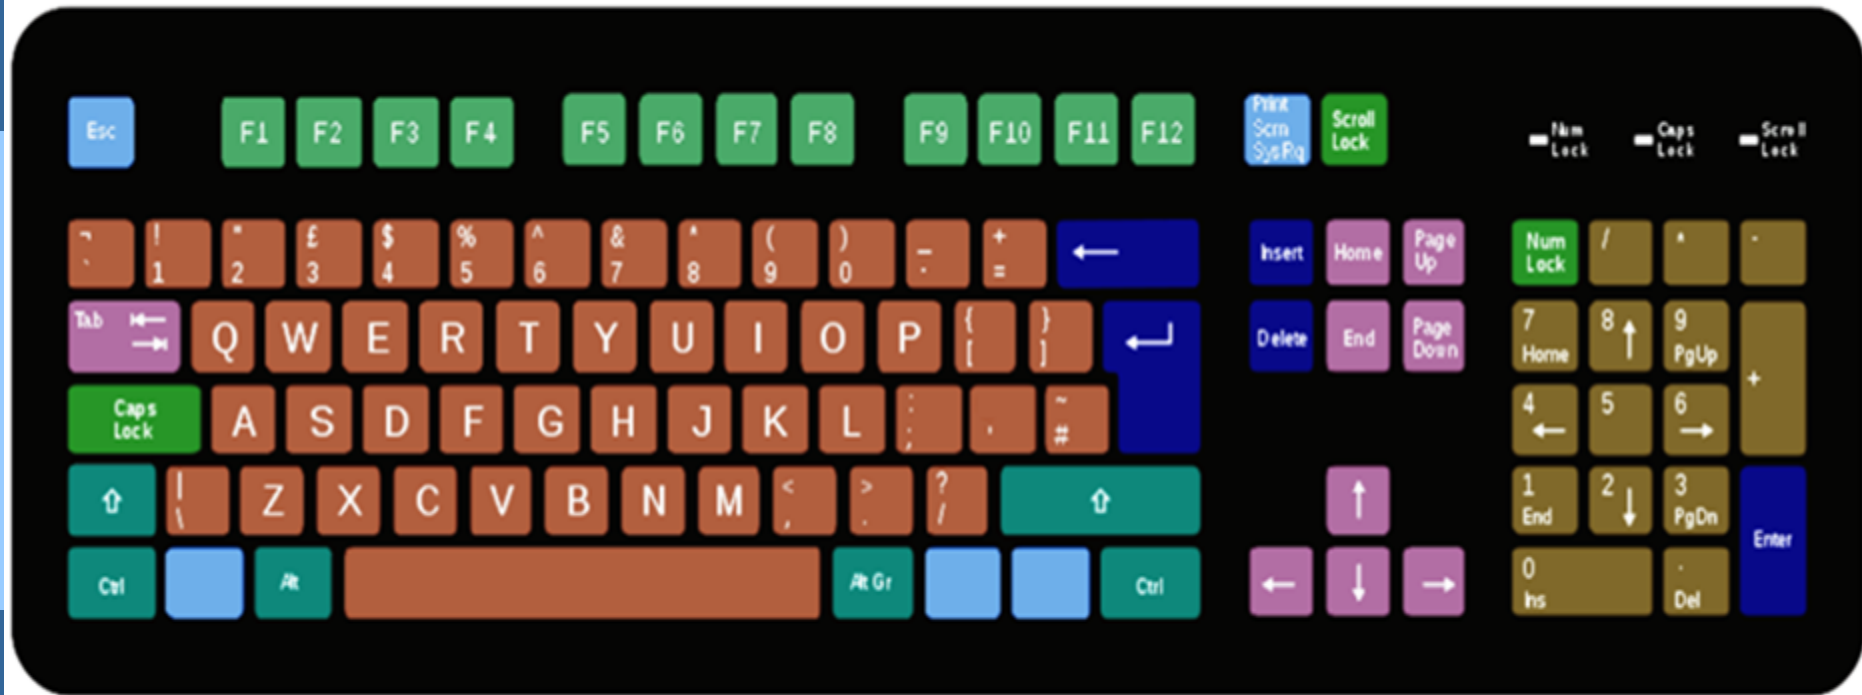 Esc F1 F2 F3 F4 F5 F6 F7 F8 F9 F10 F11 F12 Print Scrn SysRq Scroll Lock Num Lock Caps Lock Scroll Lock
¬ ! " £ $ % ^ & * ( ) _ +
` 1 2 3 4 5 6 7 8 9 0 - = ← Insert Home Page Up Num Lock / * -
Tab Q W E R T Y U I O P { [ } ] Delete End Page Down 7 Home 8 ↑ 9 PgUp +
Caps Lock A S D F G H J K L : ; ' ~ # 4 ← 5 6 →
⇧ | \ Z X C V B N M < , > . ? / ⇧ ↑ 1 End 2 ↓ 3 PgDn Enter
Ctrl Alt Alt Gr Ctrl ← ↓ → 0 Ins . Del